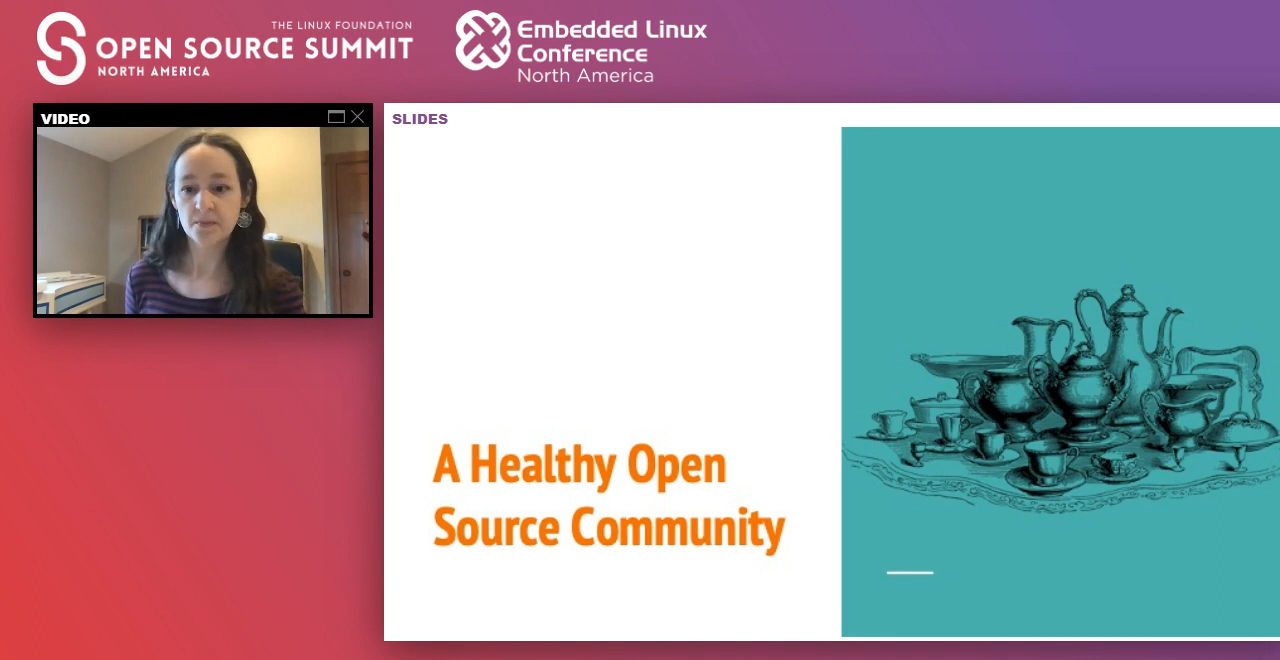 THE LINUX FOUNDATION
OPEN SOURCE SUMMIT
NORTH AMERICA
Embedded Linux
Conference
North America
VIDEO
SLIDES
A Healthy Open
Source Community